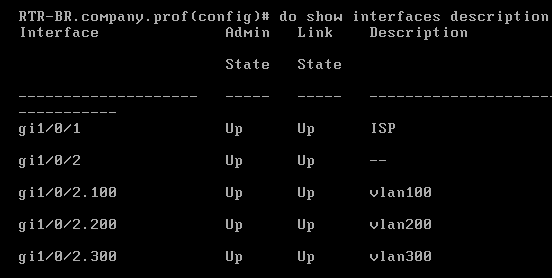 RTR-BR.company.prof(config)# do show interfaces description
Interface Admin Link Description
State State
-------------------- ----- ----- --------------------
-----------
gi1/0/1 Up Up ISP
gi1/0/2 Up Up --
gi1/0/2.100 Up Up vlan100
gi1/0/2.200 Up Up vlan200
gi1/0/2.300 Up Up vlan300